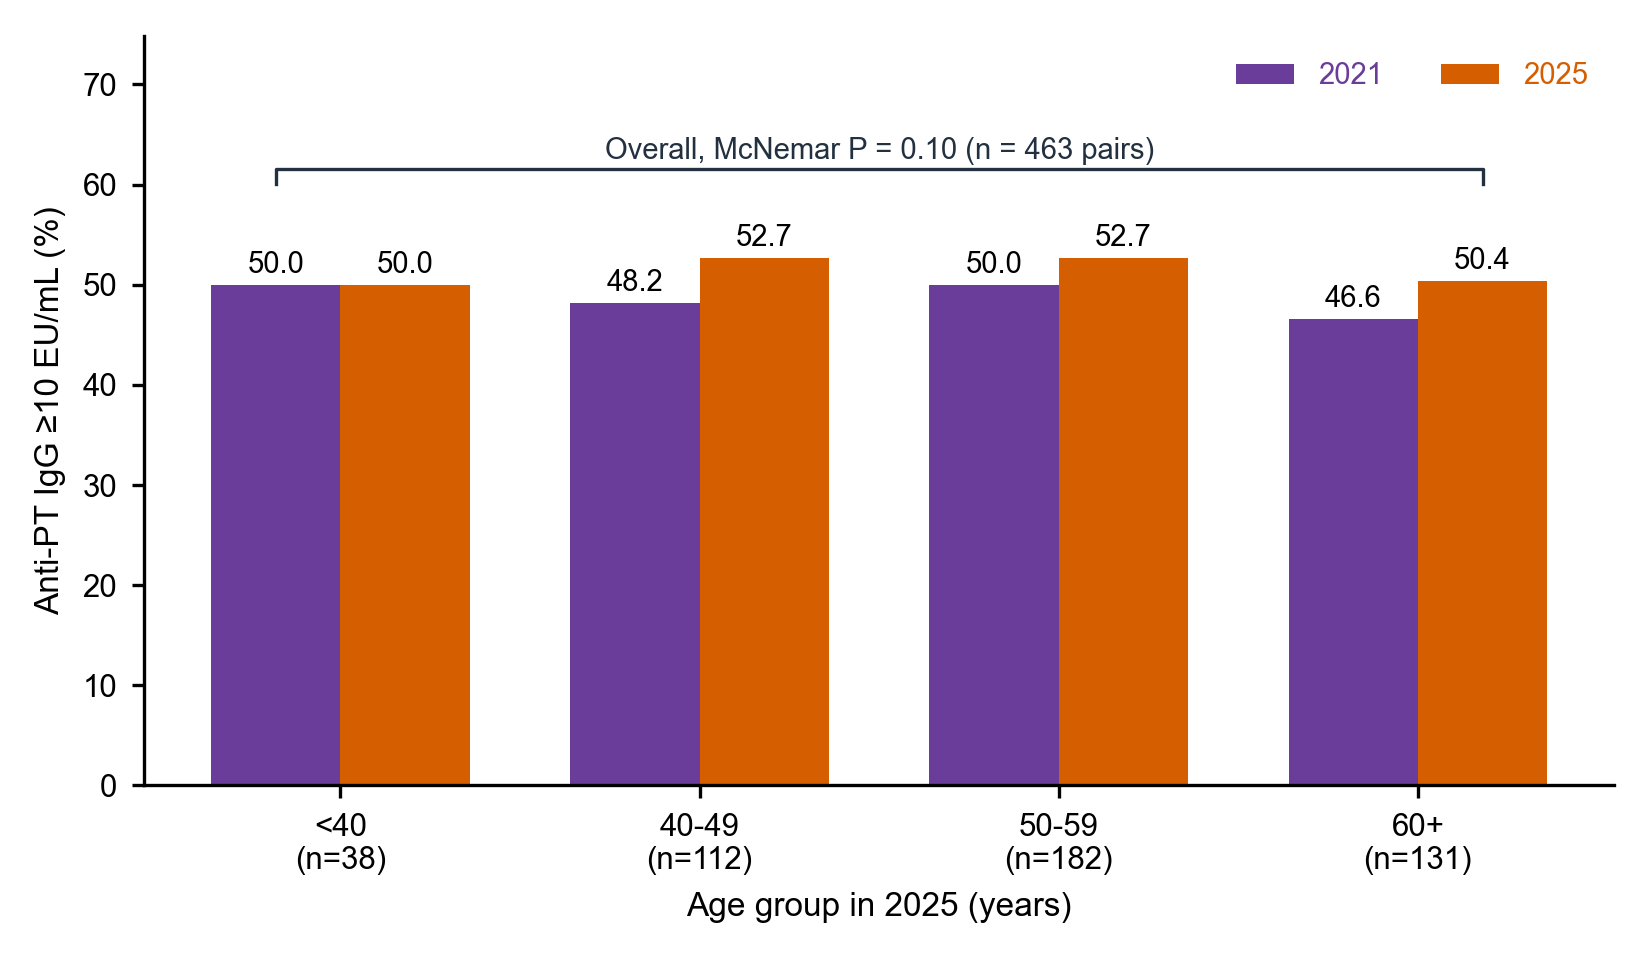 2021 2025
Overall, McNemar P = 0.10 (n = 463 pairs)
Anti-PT IgG ≥10 EU/mL (%)
70
60
50
40
30
20
10
0
50.0 50.0 48.2 52.7 50.0 52.7 46.6 50.4
<40 40-49 50-59 60+
(n=38) (n=112) (n=182) (n=131)
Age group in 2025 (years)